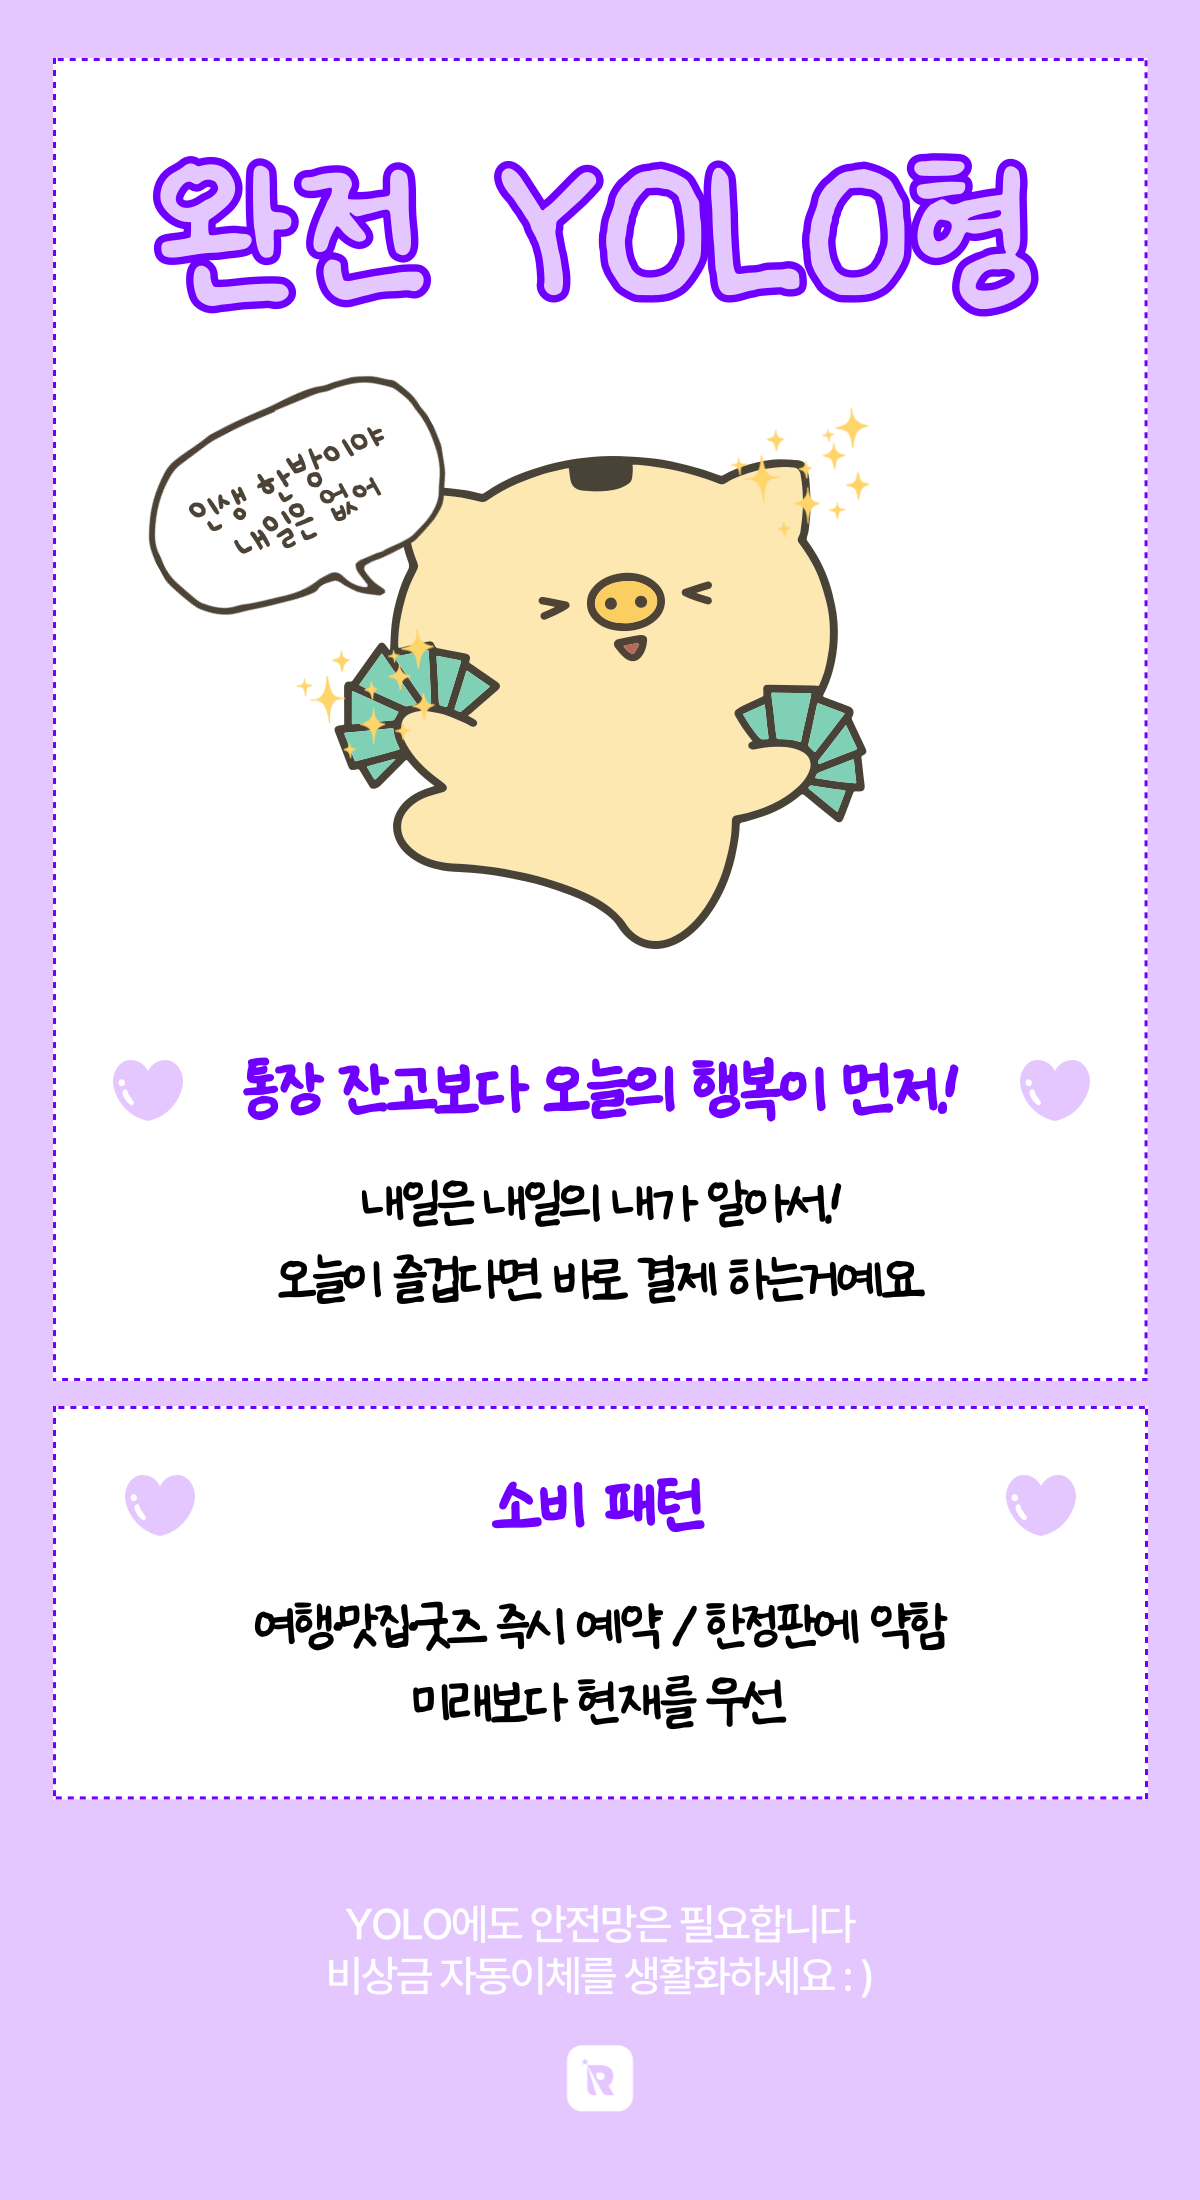 완전 YOLO형
인생 한방이야
내일은 없어
통장 잔고보다 오늘의 행복이 먼저!
내일은 내일의 내가 알아서!
오늘이 즐겁다면 바로 결제 하는거예요
소비 패턴
여행·맛집·굿즈 즉시 예약 / 한정판에 약함
미래보다 현재를 우선
YOLO에도 안전망은 필요합니다
비상금 자동이체를 생활화하세요 : )
R